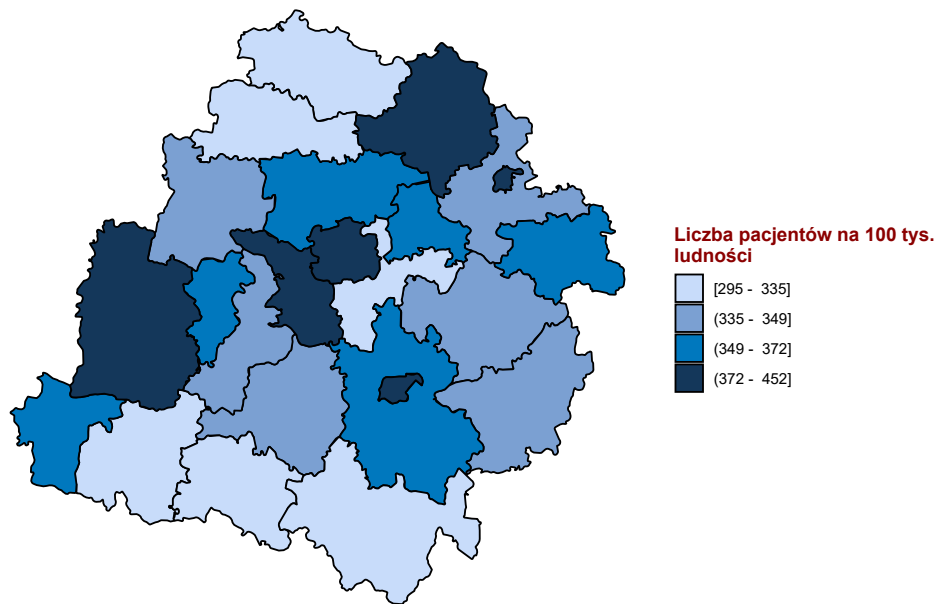 Liczba pacjentów na 100 tys.
ludności
[295 - 335]
(335 - 349]
(349 - 372]
(372 - 452]